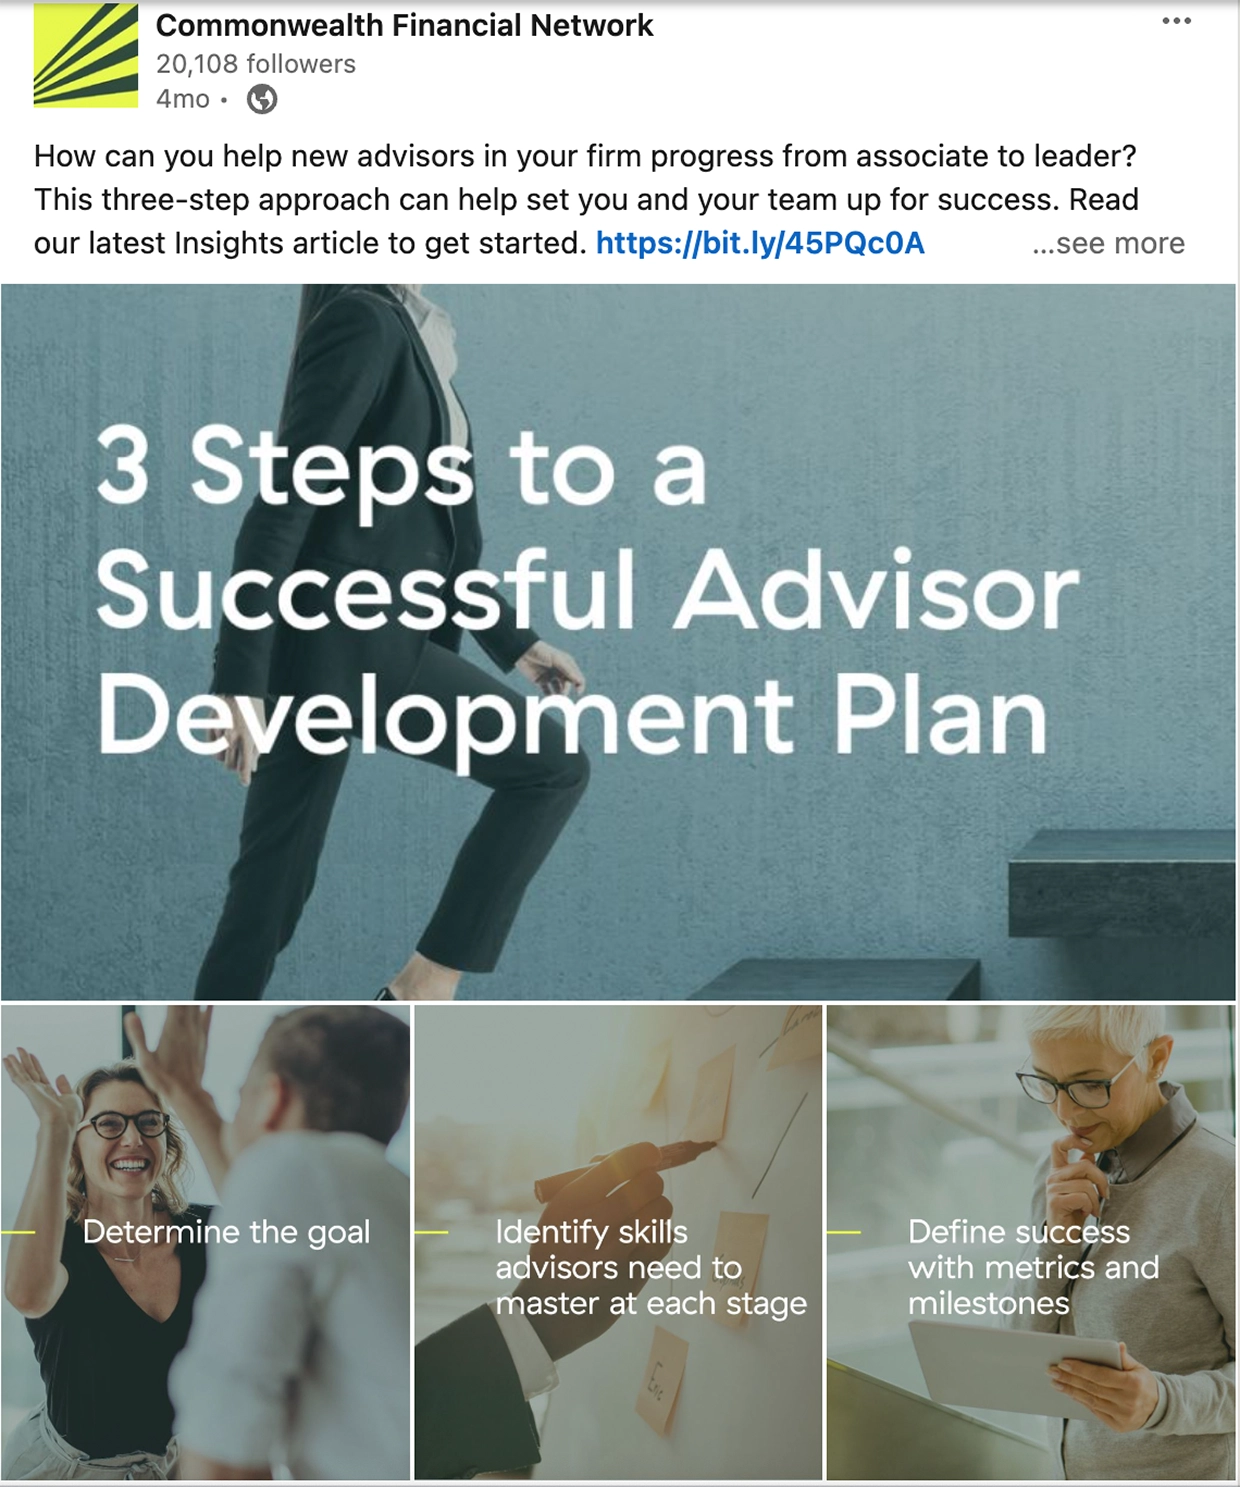 Commonwealth Financial Network
20,108 followers
4mo •
How can you help new advisors in your firm progress from associate to leader?
This three-step approach can help set you and your team up for success. Read
our latest Insights article to get started. https://bit.ly/45PQc0A ...see more
3 Steps to a
Successful Advisor
Development Plan
Determine the goal
Identify skills
advisors need to
master at each stage
Define success
with metrics and
milestones